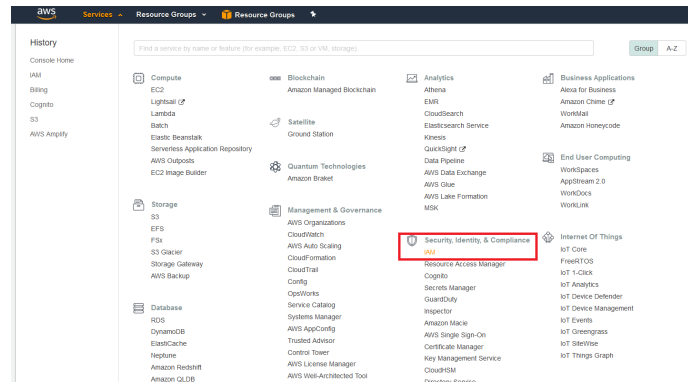 aws Services Resource Groups Resource Groups
History
Console Home
IAM
Billing
Cognito
S3
AWS Amplify
Find a service by name or feature (for example, EC2, S3 or VM, storage).
Group A-Z
Compute
EC2
Lightsail
Lambda
Batch
Elastic Beanstalk
Serverless Application Repository
AWS Outposts
EC2 Image Builder
Storage
S3
EFS
FSx
S3 Glacier
Storage Gateway
AWS Backup
Database
RDS
DynamoDB
ElastiCache
Neptune
Amazon Redshift
Amazon QLDB
Blockchain
Amazon Managed Blockchain
Satellite
Ground Station
Quantum Technologies
Amazon Braket
Management & Governance
AWS Organizations
CloudWatch
AWS Auto Scaling
CloudFormation
CloudTrail
Config
OpsWorks
Service Catalog
Systems Manager
AWS AppConfig
Trusted Advisor
Control Tower
AWS License Manager
AWS Well-Architected Tool
Analytics
Athena
EMR
CloudSearch
Elasticsearch Service
Kinesis
QuickSight
Data Pipeline
AWS Data Exchange
AWS Glue
AWS Lake Formation
MSK
Security, Identity, & Compliance
IAM
Resource Access Manager
Cognito
Secrets Manager
GuardDuty
Inspector
Amazon Macie
AWS Single Sign-On
Certificate Manager
Key Management Service
CloudHSM
Directory Service
Business Applications
Alexa for Business
Amazon Chime
WorkMail
Amazon Honeycode
End User Computing
WorkSpaces
AppStream 2.0
WorkDocs
WorkLink
Internet Of Things
IoT Core
FreeRTOS
IoT 1-Click
IoT Analytics
IoT Device Defender
IoT Device Management
IoT Events
IoT Greengrass
IoT SiteWise
IoT Things Graph